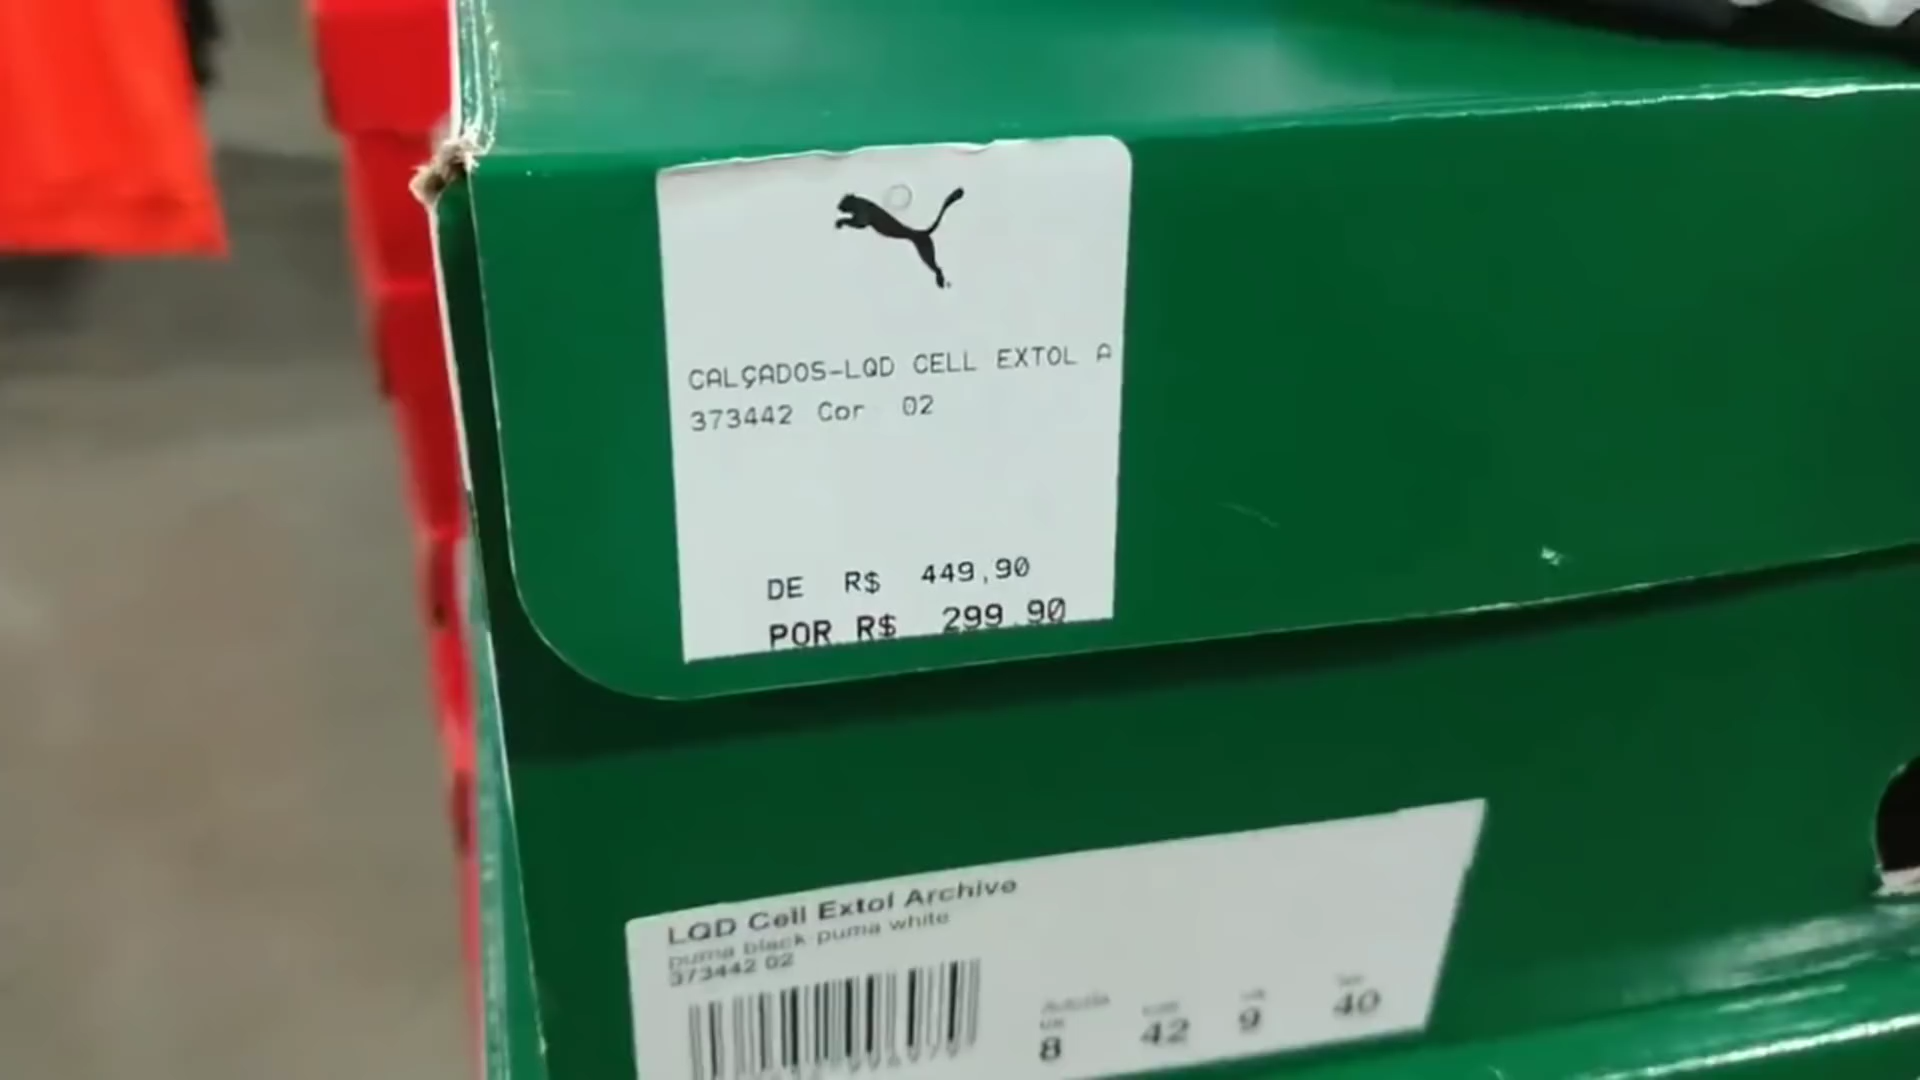 CALÇADOS-LQD CELL EXTOL A
373442 Cor 02
DE R$ 449,90
POR R$ 299,90
LQD Cell Extol Archive
puma black puma white
373442 02
UK
8 42 9 40